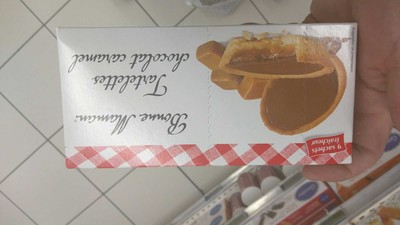 Bonne Maman
Tartelettes
chocolat caramel
9 sachets
fraîcheur